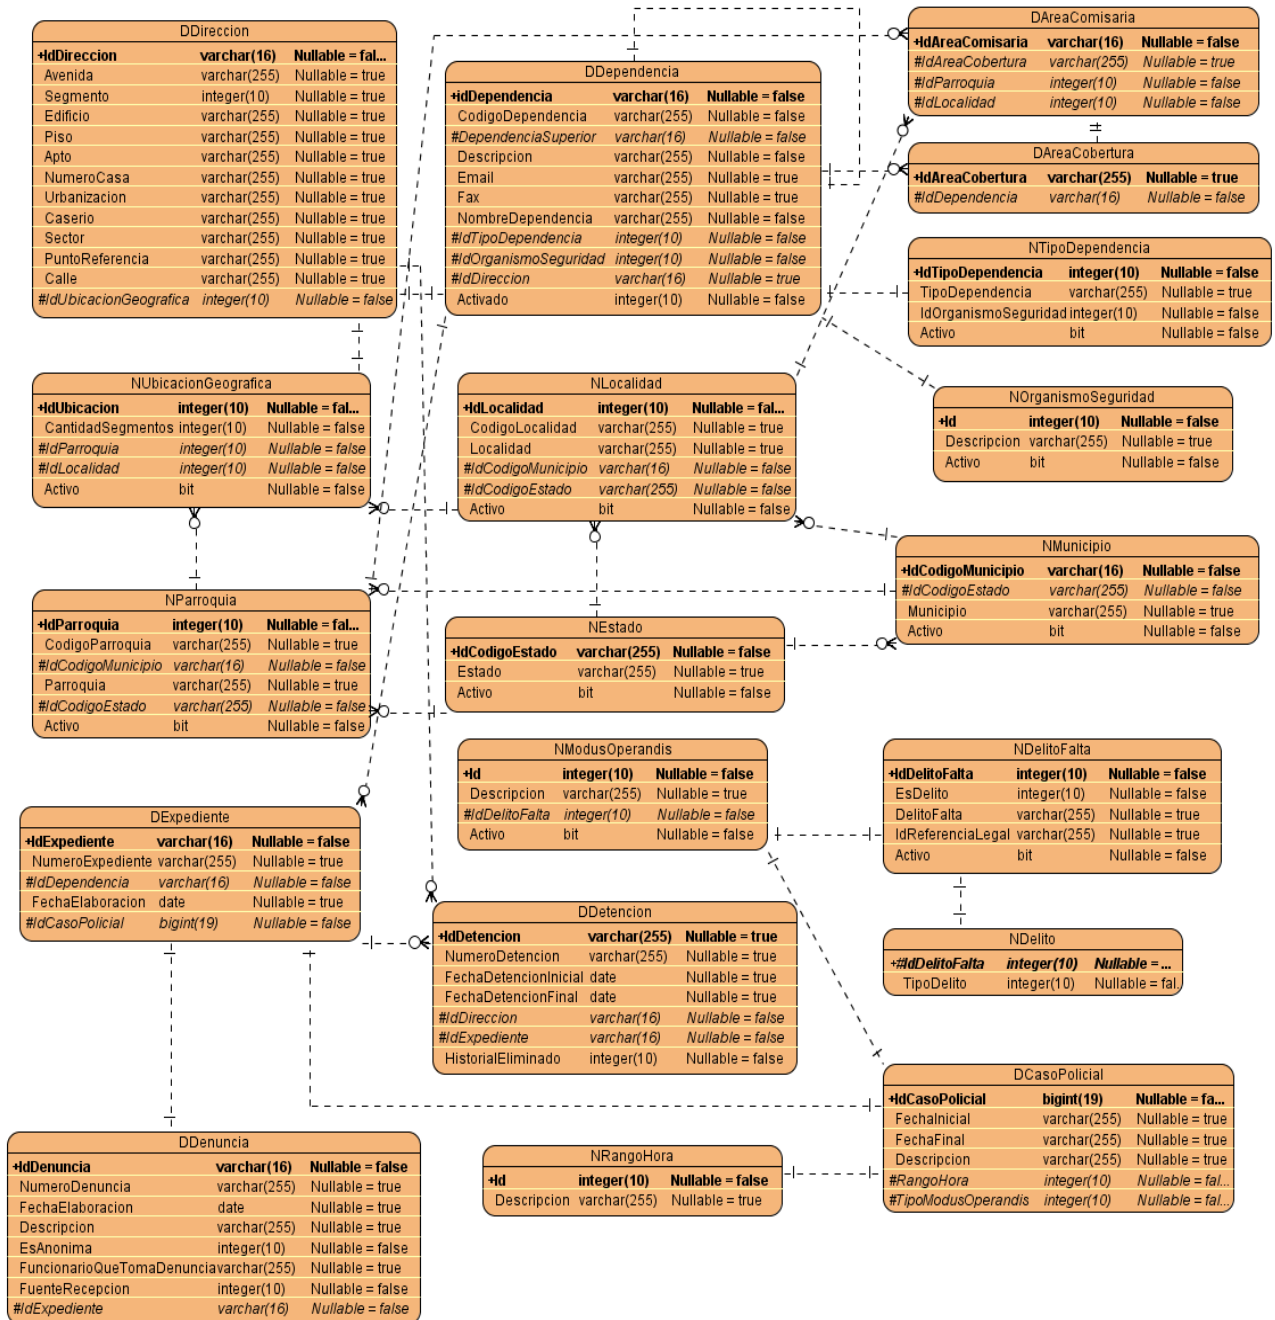 DDireccion
+IdDireccion varchar(16) Nullable = fal...
Avenida varchar(255) Nullable = true
Segmento integer(10) Nullable = true
Edificio varchar(255) Nullable = true
Piso varchar(255) Nullable = true
Apto varchar(255) Nullable = true
NumeroCasa varchar(255) Nullable = true
Urbanizacion varchar(255) Nullable = true
Caserio varchar(255) Nullable = true
Sector varchar(255) Nullable = true
PuntoReferencia varchar(255) Nullable = true
Calle varchar(255) Nullable = true
#IdUbicacionGeografica integer(10) Nullable = false
DDependencia
+idDependencia varchar(16) Nullable = false
CodigoDependencia varchar(255) Nullable = false
#DependenciaSuperior varchar(16) Nullable = false
Descripcion varchar(255) Nullable = false
Email varchar(255) Nullable = true
Fax varchar(255) Nullable = true
NombreDependencia varchar(255) Nullable = false
#IdTipoDependencia integer(10) Nullable = false
#IdOrganismoSeguridad integer(10) Nullable = false
#IdDireccion varchar(16) Nullable = true
Activado integer(10) Nullable = false
DAreaComisaria
+IdAreaComisaria varchar(16) Nullable = false
#IdAreaCobertura varchar(255) Nullable = true
#IdParroquia integer(10) Nullable = false
#IdLocalidad integer(10) Nullable = false
DAreaCobertura
+IdAreaCobertura varchar(255) Nullable = true
#IdDependencia varchar(16) Nullable = false
NTipoDependencia
+IdTipoDependencia integer(10) Nullable = false
TipoDependencia varchar(255) Nullable = true
IdOrganismoSeguridad integer(10) Nullable = false
Activo bit Nullable = false
NUbicacionGeografica
+IdUbicacion integer(10) Nullable = fal...
CantidadSegmentos integer(10) Nullable = false
#IdParroquia integer(10) Nullable = false
#IdLocalidad integer(10) Nullable = false
Activo bit Nullable = false
NLocalidad
+IdLocalidad integer(10) Nullable = fal...
CodigoLocalidad varchar(255) Nullable = true
Localidad varchar(255) Nullable = true
#IdCodigoMunicipio varchar(16) Nullable = false
#IdCodigoEstado varchar(255) Nullable = false
Activo bit Nullable = false
NOrganismoSeguridad
+Id integer(10) Nullable = false
Descripcion varchar(255) Nullable = true
Activo bit Nullable = false
NMunicipio
+IdCodigoMunicipio varchar(16) Nullable = false
#IdCodigoEstado varchar(255) Nullable = false
Municipio varchar(255) Nullable = true
Activo bit Nullable = false
NParroquia
+IdParroquia integer(10) Nullable = fal...
CodigoParroquia varchar(255) Nullable = true
#IdCodigoMunicipio varchar(16) Nullable = false
Parroquia varchar(255) Nullable = true
#IdCodigoEstado varchar(255) Nullable = false
Activo bit Nullable = false
NEstado
+IdCodigoEstado varchar(255) Nullable = false
Estado varchar(255) Nullable = true
Activo bit Nullable = false
NModusOperandis
+Id integer(10) Nullable = false
Descripcion varchar(255) Nullable = true
#IdDelitoFalta integer(10) Nullable = false
Activo bit Nullable = false
NDelitoFalta
+IdDelitoFalta integer(10) Nullable = false
EsDelito integer(10) Nullable = false
DelitoFalta varchar(255) Nullable = true
IdReferenciaLegal varchar(255) Nullable = true
Activo bit Nullable = false
DExpediente
+IdExpediente varchar(16) Nullable = false
NumeroExpediente varchar(255) Nullable = true
#IdDependencia varchar(16) Nullable = false
FechaElaboracion date Nullable = true
#IdCasoPolicial bigint(19) Nullable = false
DDetencion
+IdDetencion varchar(255) Nullable = true
NumeroDetencion varchar(255) Nullable = true
FechaDetencionInicial date Nullable = true
FechaDetencionFinal date Nullable = true
#IdDireccion varchar(16) Nullable = false
#IdExpediente varchar(16) Nullable = false
HistorialEliminado integer(10) Nullable = false
NDelito
+#IdDelitoFalta integer(10) Nullable = ...
TipoDelito integer(10) Nullable = fal.
DCasoPolicial
+IdCasoPolicial bigint(19) Nullable = fa...
FechaInicial varchar(255) Nullable = true
FechaFinal varchar(255) Nullable = true
Descripcion varchar(255) Nullable = true
#RangoHora integer(10) Nullable = fal...
#TipoModusOperandis integer(10) Nullable = fal...
DDenuncia
+IdDenuncia varchar(16) Nullable = false
NumeroDenuncia varchar(255) Nullable = true
FechaElaboracion date Nullable = true
Descripcion varchar(255) Nullable = true
EsAnonima integer(10) Nullable = false
FuncionarioQueTomaDenuncia varchar(255) Nullable = true
FuenteRecepcion integer(10) Nullable = false
#IdExpediente varchar(16) Nullable = false
NRangoHora
+Id integer(10) Nullable = false
Descripcion varchar(255) Nullable = true